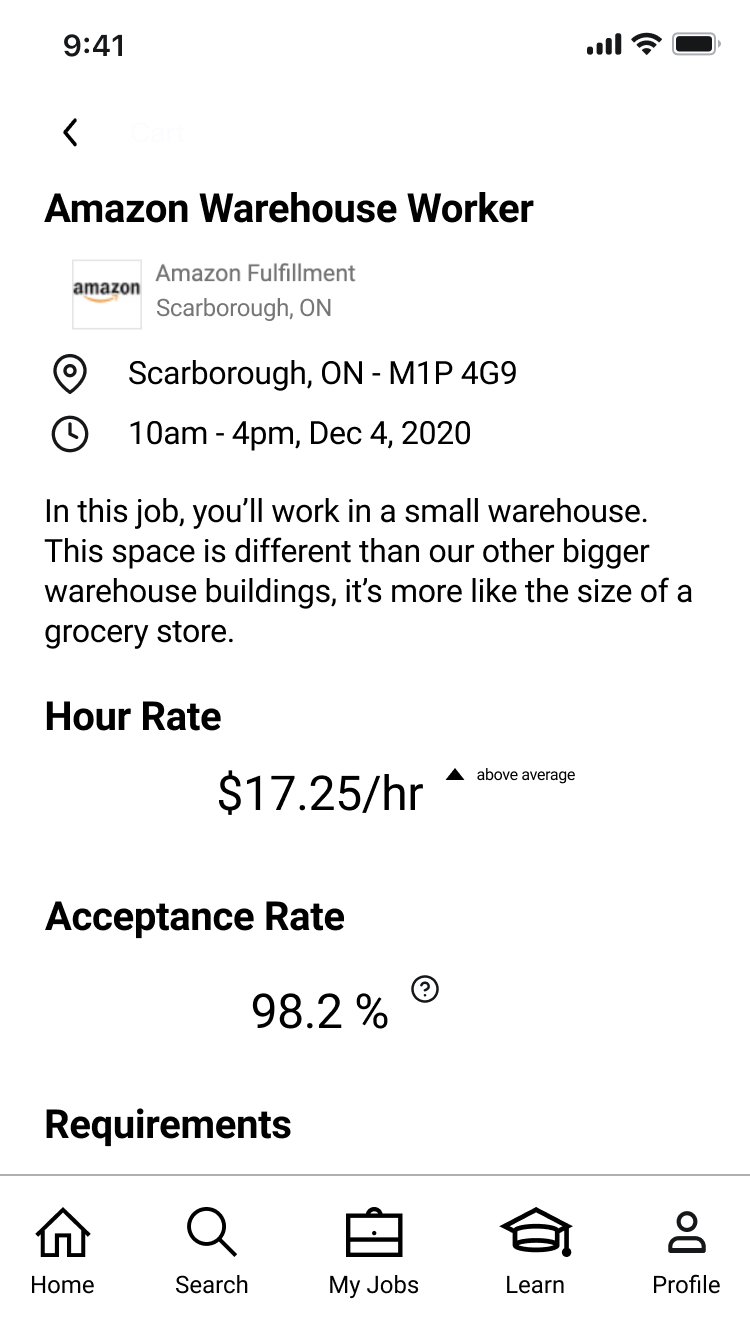 9:41
Cart
Amazon Warehouse Worker
amazon
Amazon Fulfillment
Scarborough, ON
Scarborough, ON - M1P 4G9
10am - 4pm, Dec 4, 2020
In this job, you’ll work in a small warehouse.
This space is different than our other bigger
warehouse buildings, it’s more like the size of a
grocery store.
Hour Rate
$17.25/hr ▲ above average
Acceptance Rate
98.2 % ?
Requirements
Home Search My Jobs Learn Profile